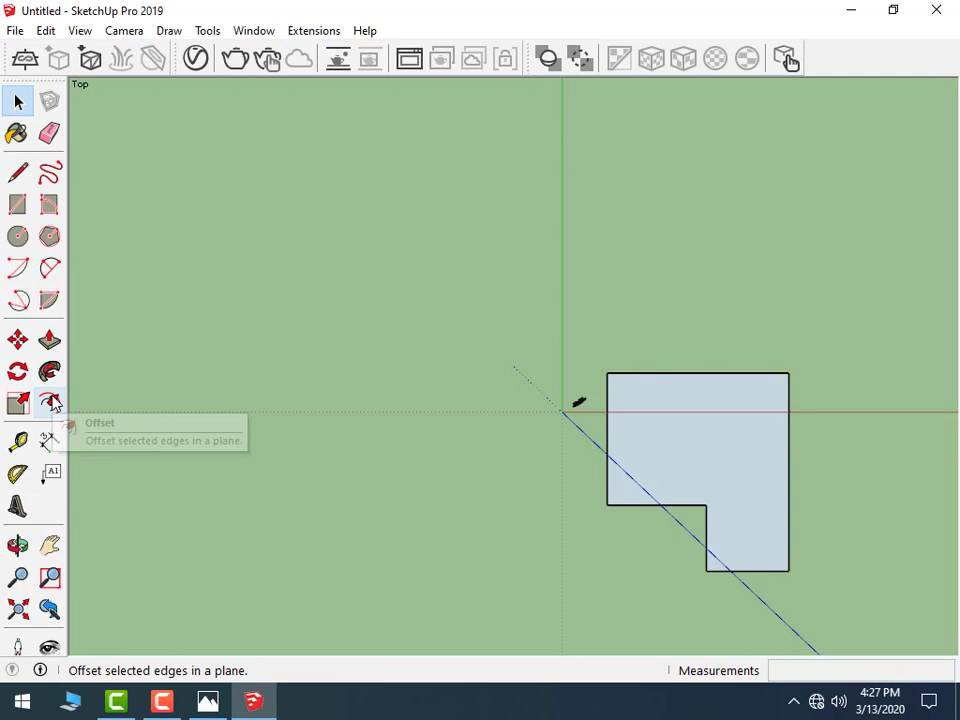 Untitled - SketchUp Pro 2019
File Edit View Camera Draw Tools Window Extensions Help
Top
Offset
Offset selected edges in a plane.
A1
Offset selected edges in a plane.
Measurements
4:27 PM
3/13/2020